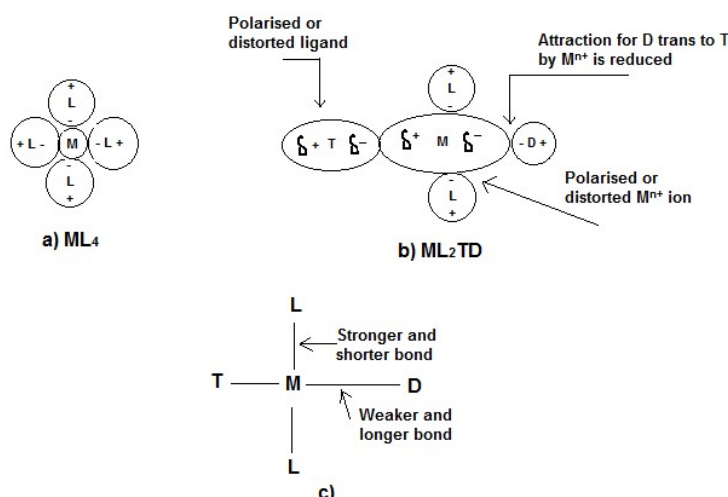 Polarised or
distorted ligand
Attraction for D trans to T
by Mⁿ⁺ is reduced
+
L
-
+ L -
M
- L +
-
L
+
a) ML₄
+
L
-
δ+ T δ-
δ+ M δ-
- D +
-
L
+
Polarised or
distorted Mⁿ⁺ ion
b) ML₂TD
L
Stronger and
shorter bond
T M D
Weaker and
longer bond
L
c)